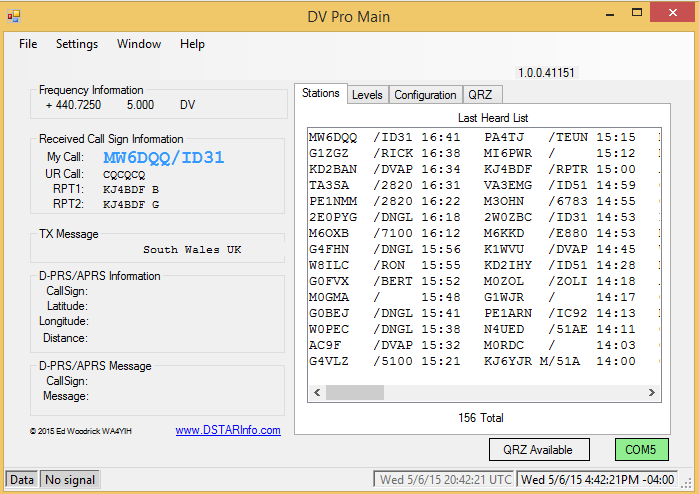 DV Pro Main
File Settings Window Help
1.0.0.41151
Frequency Information
+ 440.7250 5.000 DV
Received Call Sign Information
My Call: MW6DQQ/ID31
UR Call: CQCQCQ
RPT1: KJ4BDF B
RPT2: KJ4BDF G
TX Message
South Wales UK
D-PRS/APRS Information
CallSign:
Latitude:
Longitude:
Distance:
D-PRS/APRS Message
CallSign:
Message:
© 2015 Ed Woodrick WA4YIH www.DSTARInfo.com
Stations Levels Configuration QRZ
Last Heard List
MW6DQQ /ID31 16:41 PA4TJ /TEUN 15:15
G1ZGZ /RICK 16:38 MI6PWR / 15:12
KD2BAN /DVAP 16:34 KJ4BDF /RPTR 15:00
TA3SA /2820 16:31 VA3EMG /ID51 14:59
PE1NMM /2820 16:22 M3OHN /6783 14:55
2E0PYG /DNGL 16:18 2W0ZBC /ID31 14:53
M6OXB /7100 16:12 M6KKD /E880 14:53
G4FHN /DNGL 15:56 K1WVU /DVAP 14:45
W8ILC /RON 15:55 KD2IHY /ID51 14:28
G0FVX /BERT 15:52 M0ZOL /ZOLI 14:18
M0GMA / 15:48 G1WJR / 14:17
G0BEJ /DNGL 15:41 PE1ARN /IC92 14:13
W0PEC /DNGL 15:38 N4UED /51AE 14:11
AC9F /DVAP 15:32 M0RDC / 14:03
G4VLZ /5100 15:21 KJ6YJR M/51A 14:00
156 Total
QRZ Available COM5
Data No signal Wed 5/6/15 20:42:21 UTC Wed 5/6/15 4:42:21PM -04:00